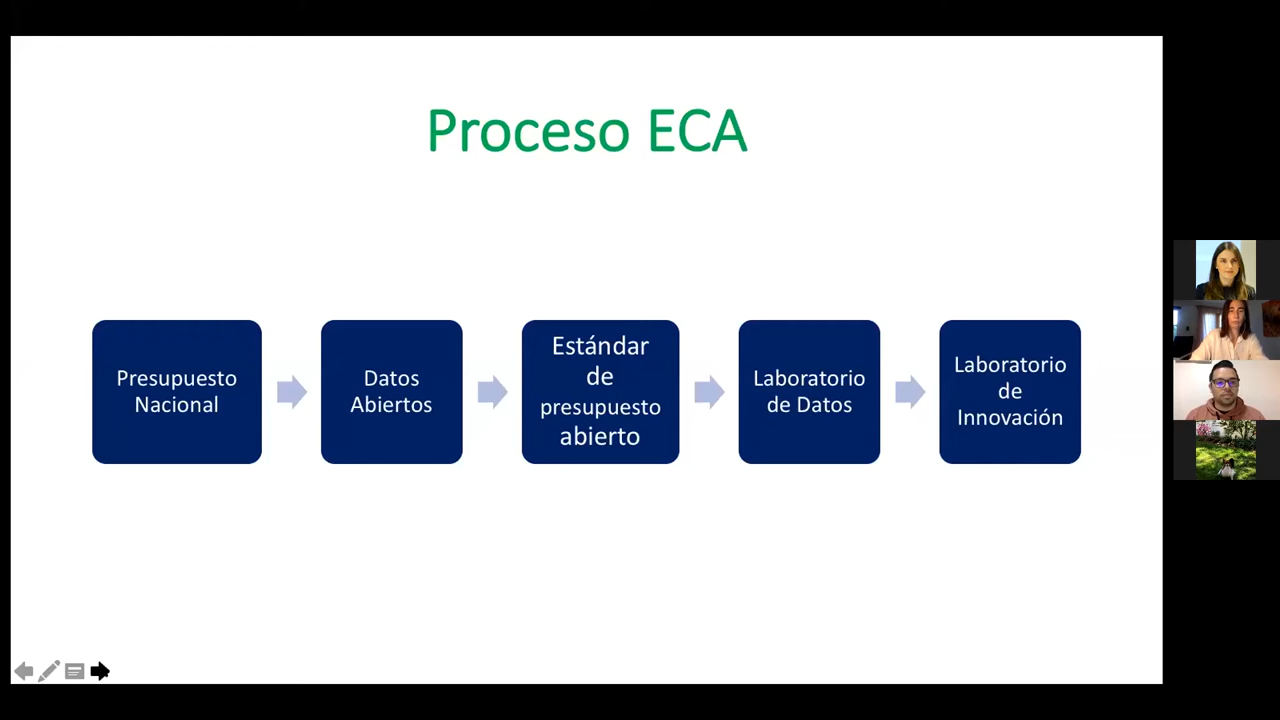 Proceso ECA
Presupuesto
Nacional
Datos
Abiertos
Estándar
de
presupuesto
abierto
Laboratorio
de Datos
Laboratorio
de
Innovación